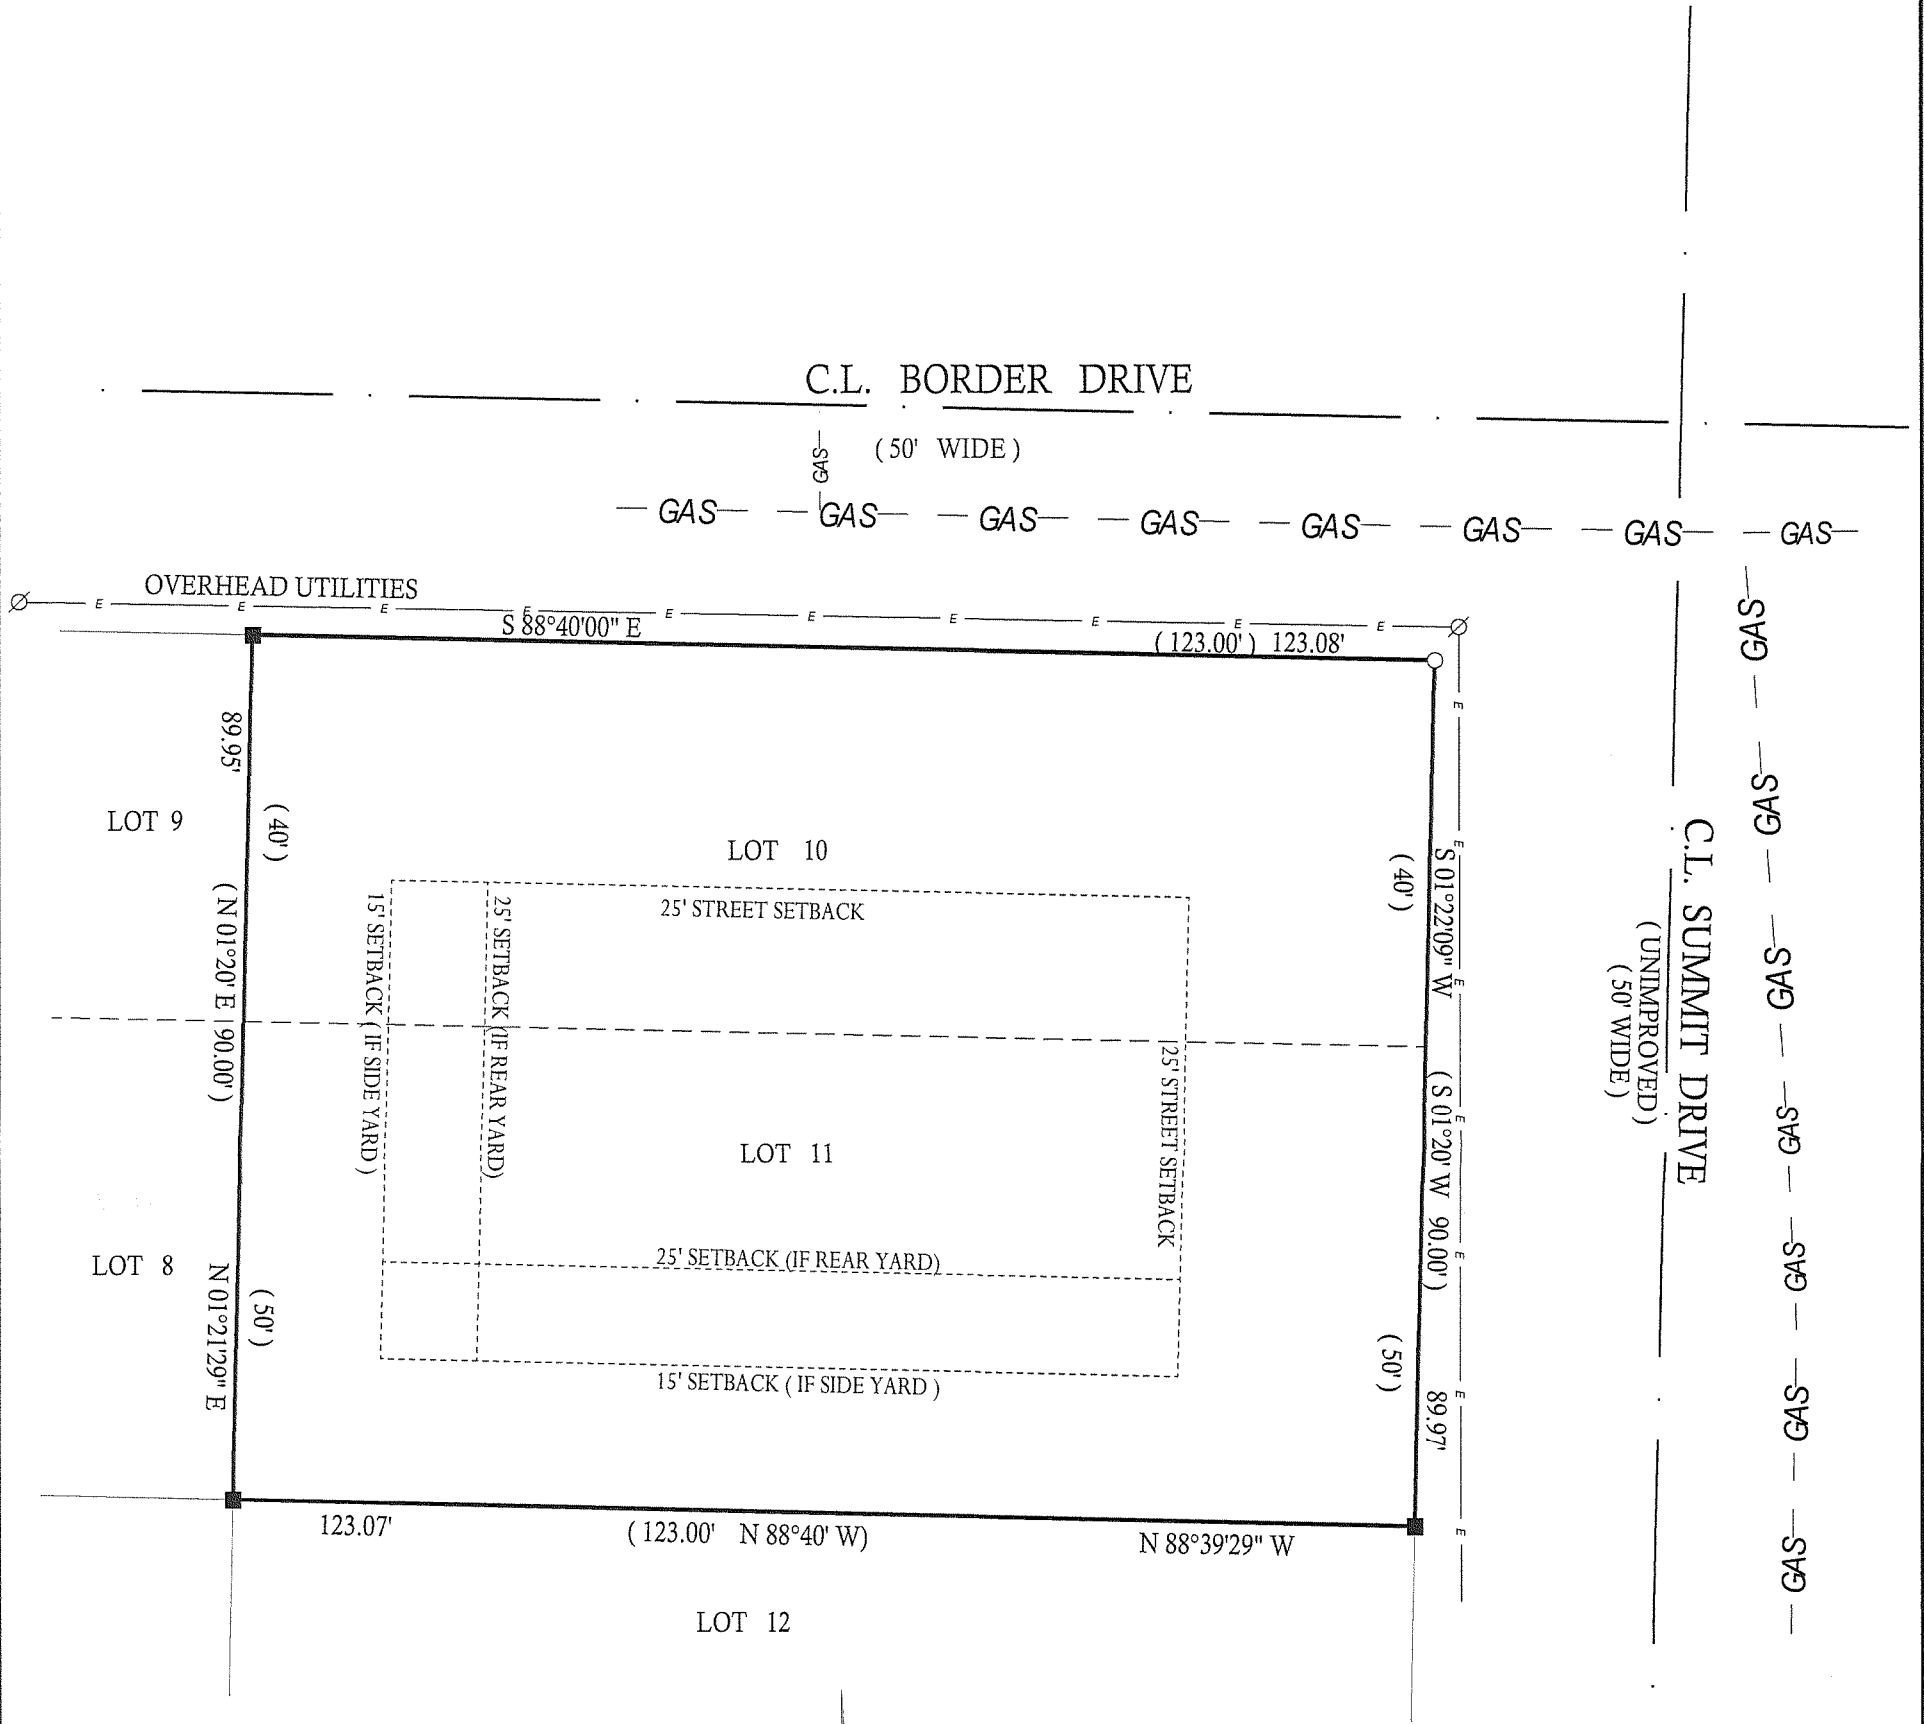 C.L. BORDER DRIVE
( 50' WIDE )
GAS
GAS GAS GAS GAS GAS GAS GAS GAS
OVERHEAD UTILITIES
E E E E E E E E E E
S 88°40'00" E
( 123.00' ) 123.08'
GAS
GAS
GAS
GAS
GAS
GAS
GAS
E
E
E
E
E
E
E
89.95'
( 40' )
LOT 9
( N 01°20' E 90.00' )
LOT 8
N 01°21'29" E
( 50' )
LOT 10
25' STREET SETBACK
15' SETBACK ( IF SIDE YARD )
25' SETBACK (IF REAR YARD)
LOT 11
25' STREET SETBACK
25' SETBACK (IF REAR YARD)
15' SETBACK ( IF SIDE YARD )
( 40' )
S 01°22'09" W
( S 01°20' W 90.00' )
( 50' )
89.97'
C.L. SUMMIT DRIVE
( UNIMPROVED )
( 50' WIDE )
123.07'
( 123.00' N 88°40' W)
N 88°39'29" W
LOT 12